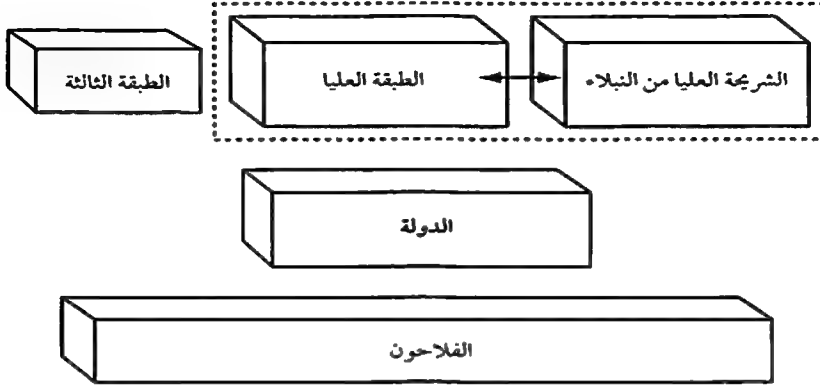 الشريحة العليا من النبلاء
الطبقة العليا
الطبقة الثالثة
الدولة
الفلاحون